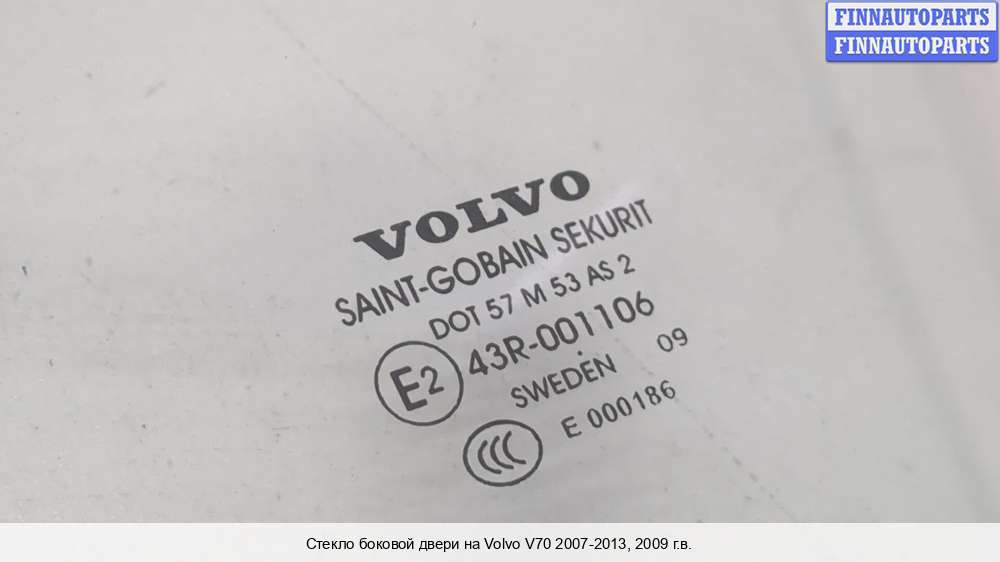 FINNAUTOPARTS
FINNAUTOPARTS
VOLVO
SAINT-GOBAIN SEKURIT
DOT 57 M 53 AS 2
E2 43R-001106
SWEDEN 09
CCC E 000186
Стекло боковой двери на Volvo V70 2007-2013, 2009 г.в.